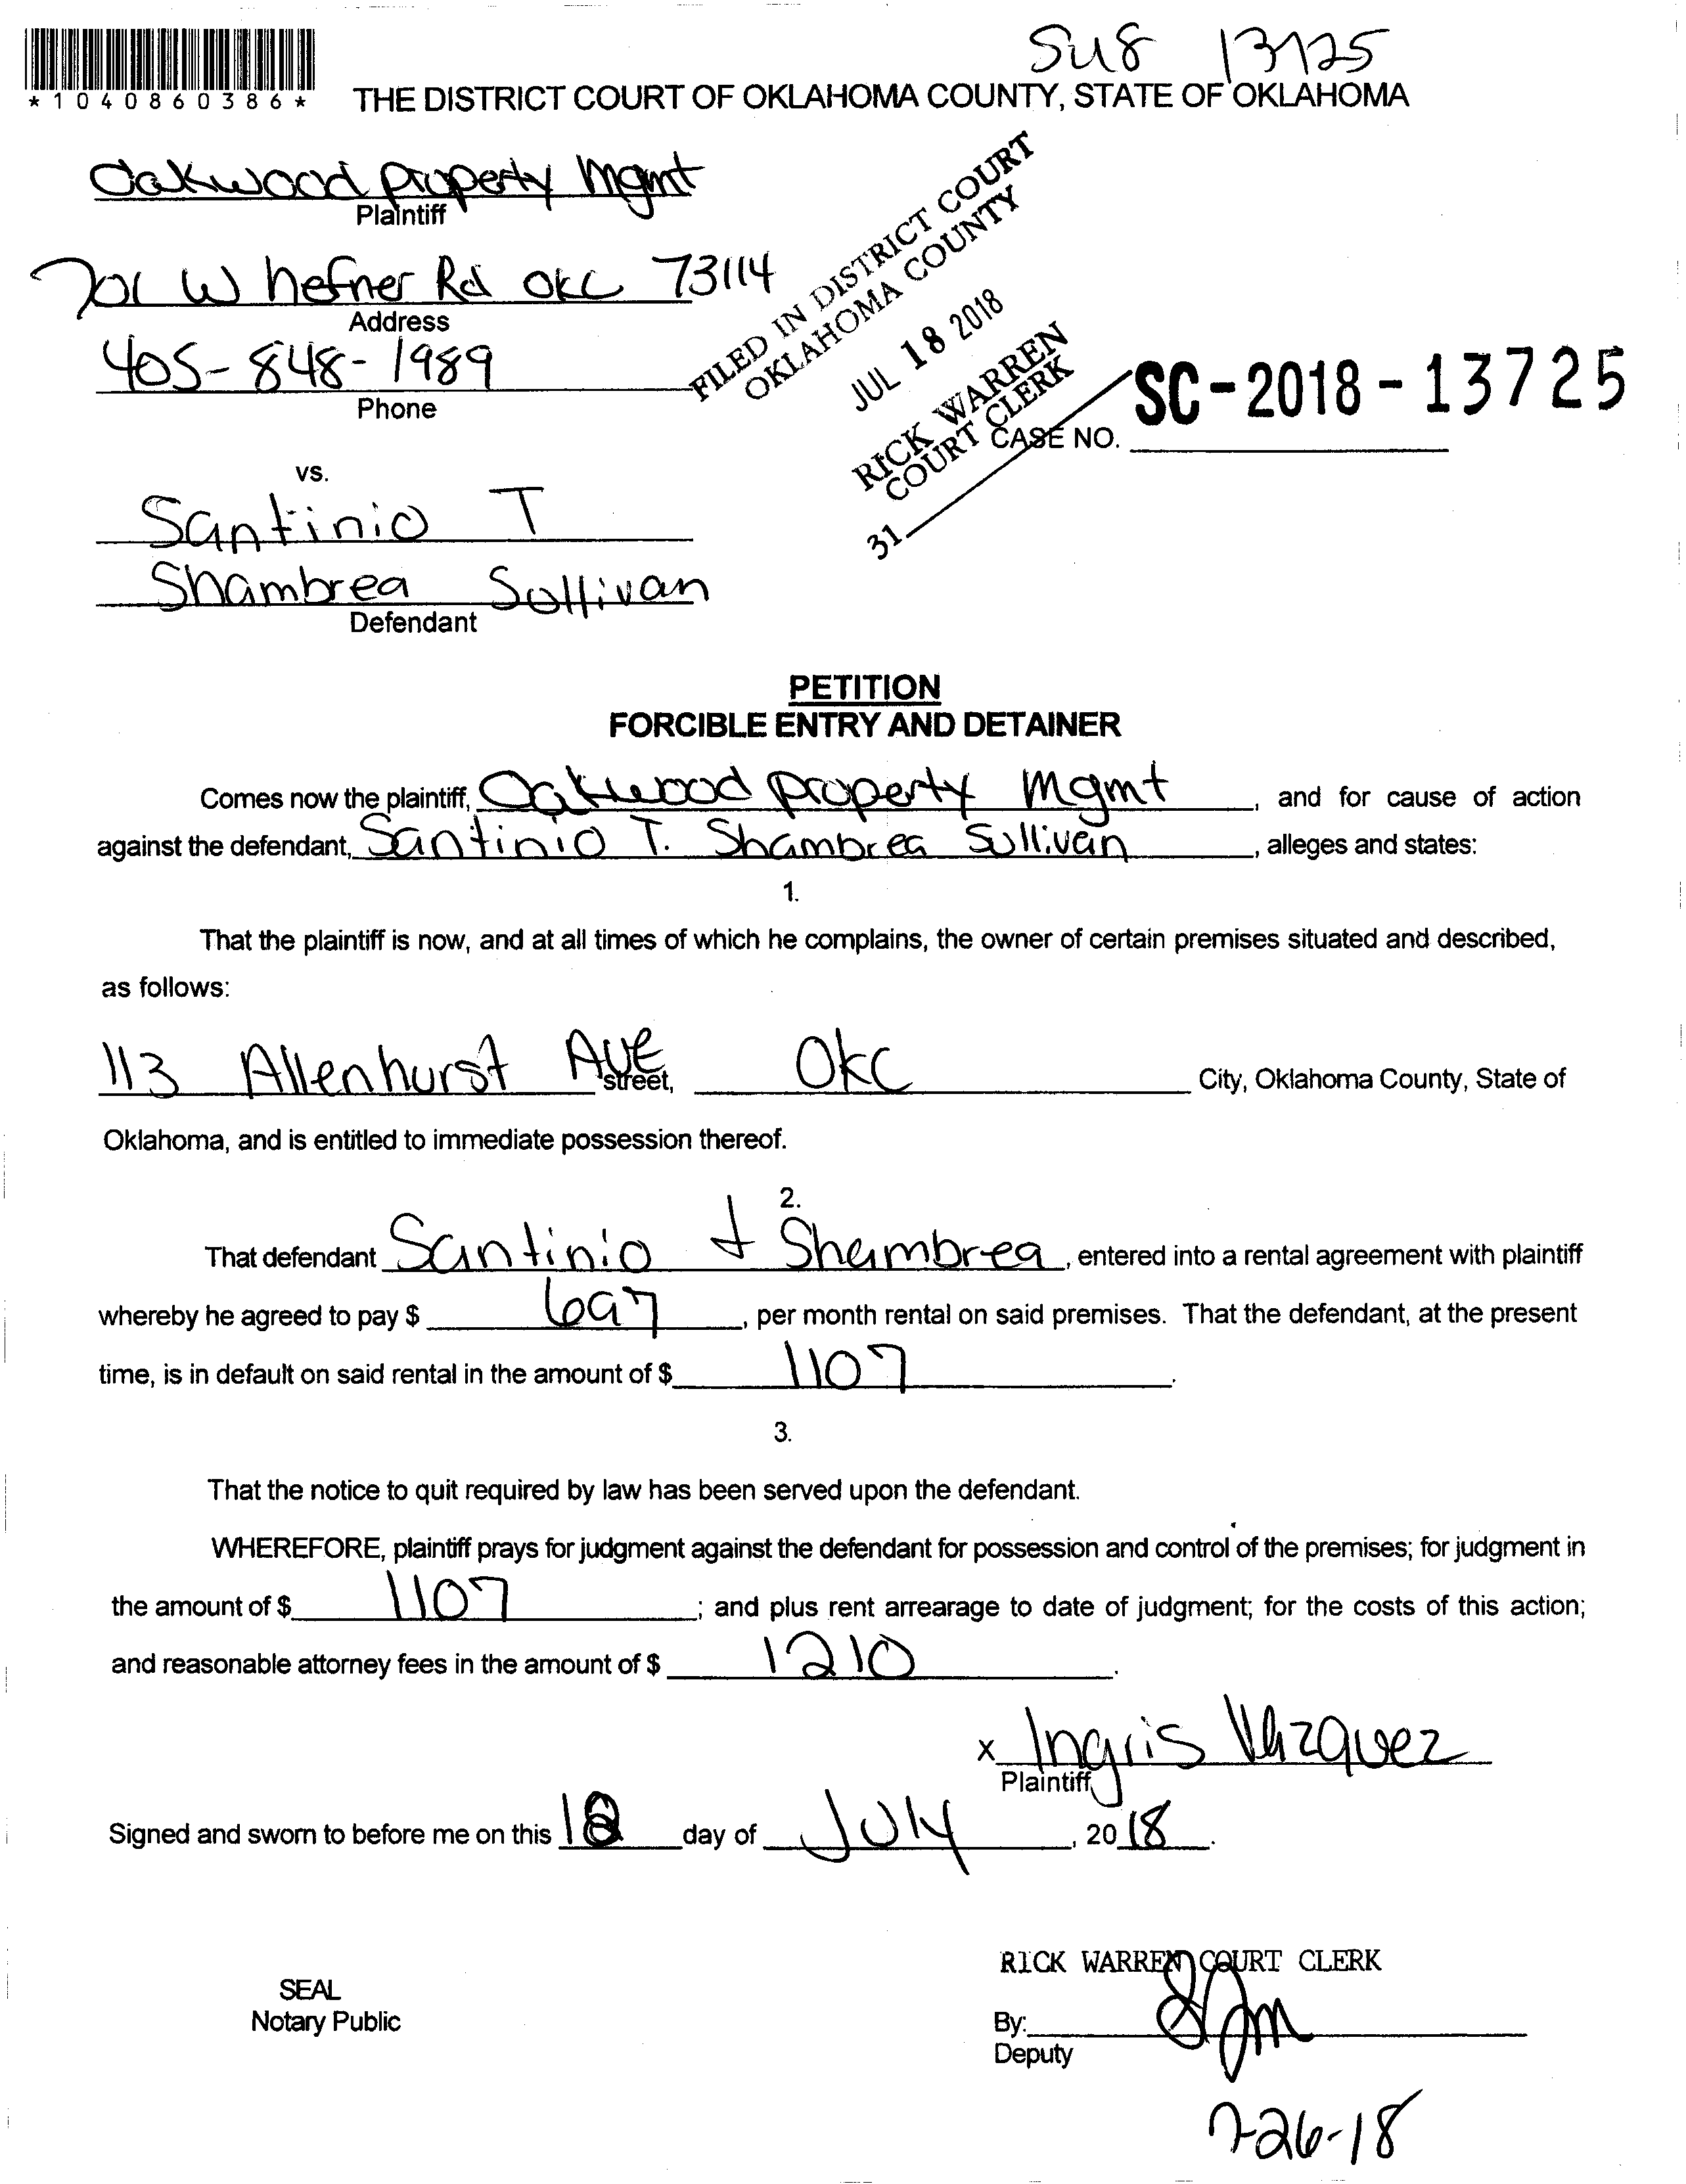 *1040860386*
THE DISTRICT COURT OF OKLAHOMA COUNTY, STATE OF OKLAHOMA
Oakwood property Mgmt
Plaintiff
701 W hefner Rd OKC 73114
Address
405-848-1989
Phone
FILED IN DISTRICT COURT
OKLAHOMA COUNTY
JUL 18 2018
RICK WARREN
COURT CLERK
31
SC-2018-13725
CASE NO.
vs.
Santinio T
Shambrea Sullivan
Defendant
PETITION
FORCIBLE ENTRY AND DETAINER
Comes now the plaintiff, Oakwood property Mgmt, and for cause of action
against the defendant, Santinio T. Shambrea Sullivan, alleges and states:
1.
That the plaintiff is now, and at all times of which he complains, the owner of certain premises situated and described,
as follows:
113 Allenhurst Ave street, OKC City, Oklahoma County, State of
Oklahoma, and is entitled to immediate possession thereof.
2.
That defendant Santinio + Shambrea, entered into a rental agreement with plaintiff
whereby he agreed to pay $ 697, per month rental on said premises. That the defendant, at the present
time, is in default on said rental in the amount of $ 1107.
3.
That the notice to quit required by law has been served upon the defendant.
WHEREFORE, plaintiff prays for judgment against the defendant for possession and control of the premises; for judgment in
the amount of $ 1107; and plus rent arrearage to date of judgment; for the costs of this action;
and reasonable attorney fees in the amount of $ 1210.
x Ingris Vazquez
Plaintiff
Signed and sworn to before me on this 18 day of July, 2018.
RICK WARREN COURT CLERK
SEAL
Notary Public
By:
Deputy
7-26-18